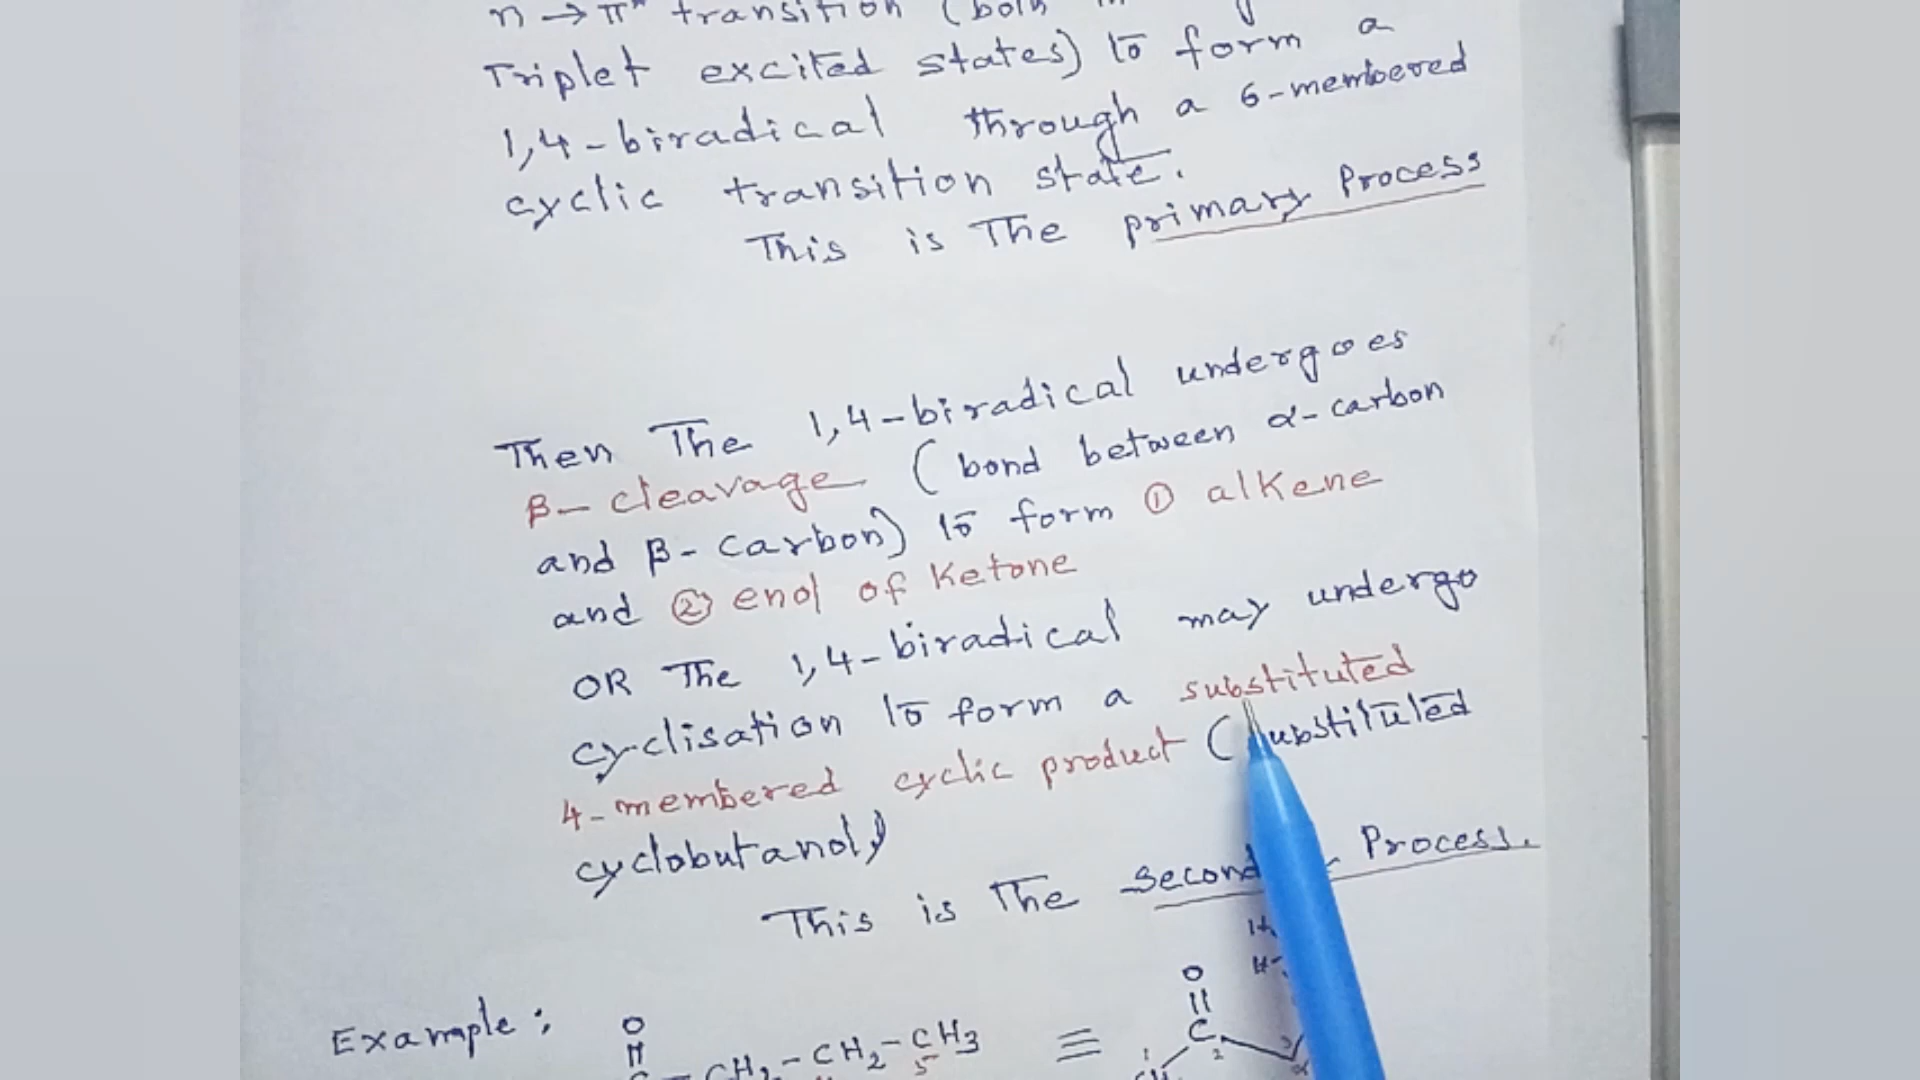 n → π* transition (both
Triplet excited states) to form a
1,4-biradical through a 6-membered
cyclic transition state.
This is The primary Process
Then The 1,4-biradical undergoes
β-cleavage (bond between α-carbon
and β-carbon) to form ① alkene
and ② enol of Ketone
OR The 1,4-biradical may undergo
cyclisation to form a substituted
4-membered cyclic product (substituted
cyclobutanol)
This is The Process.
Example:
O
CH2-CH2-CH3
5
≡
O
C
1
2
α